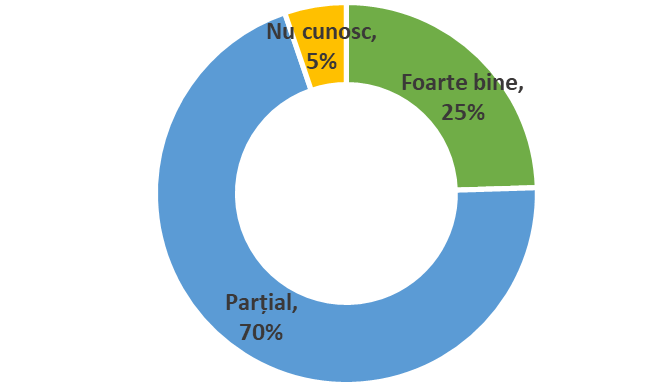 Nu cunosc,
5%
Foarte bine,
25%
Parțial,
70%